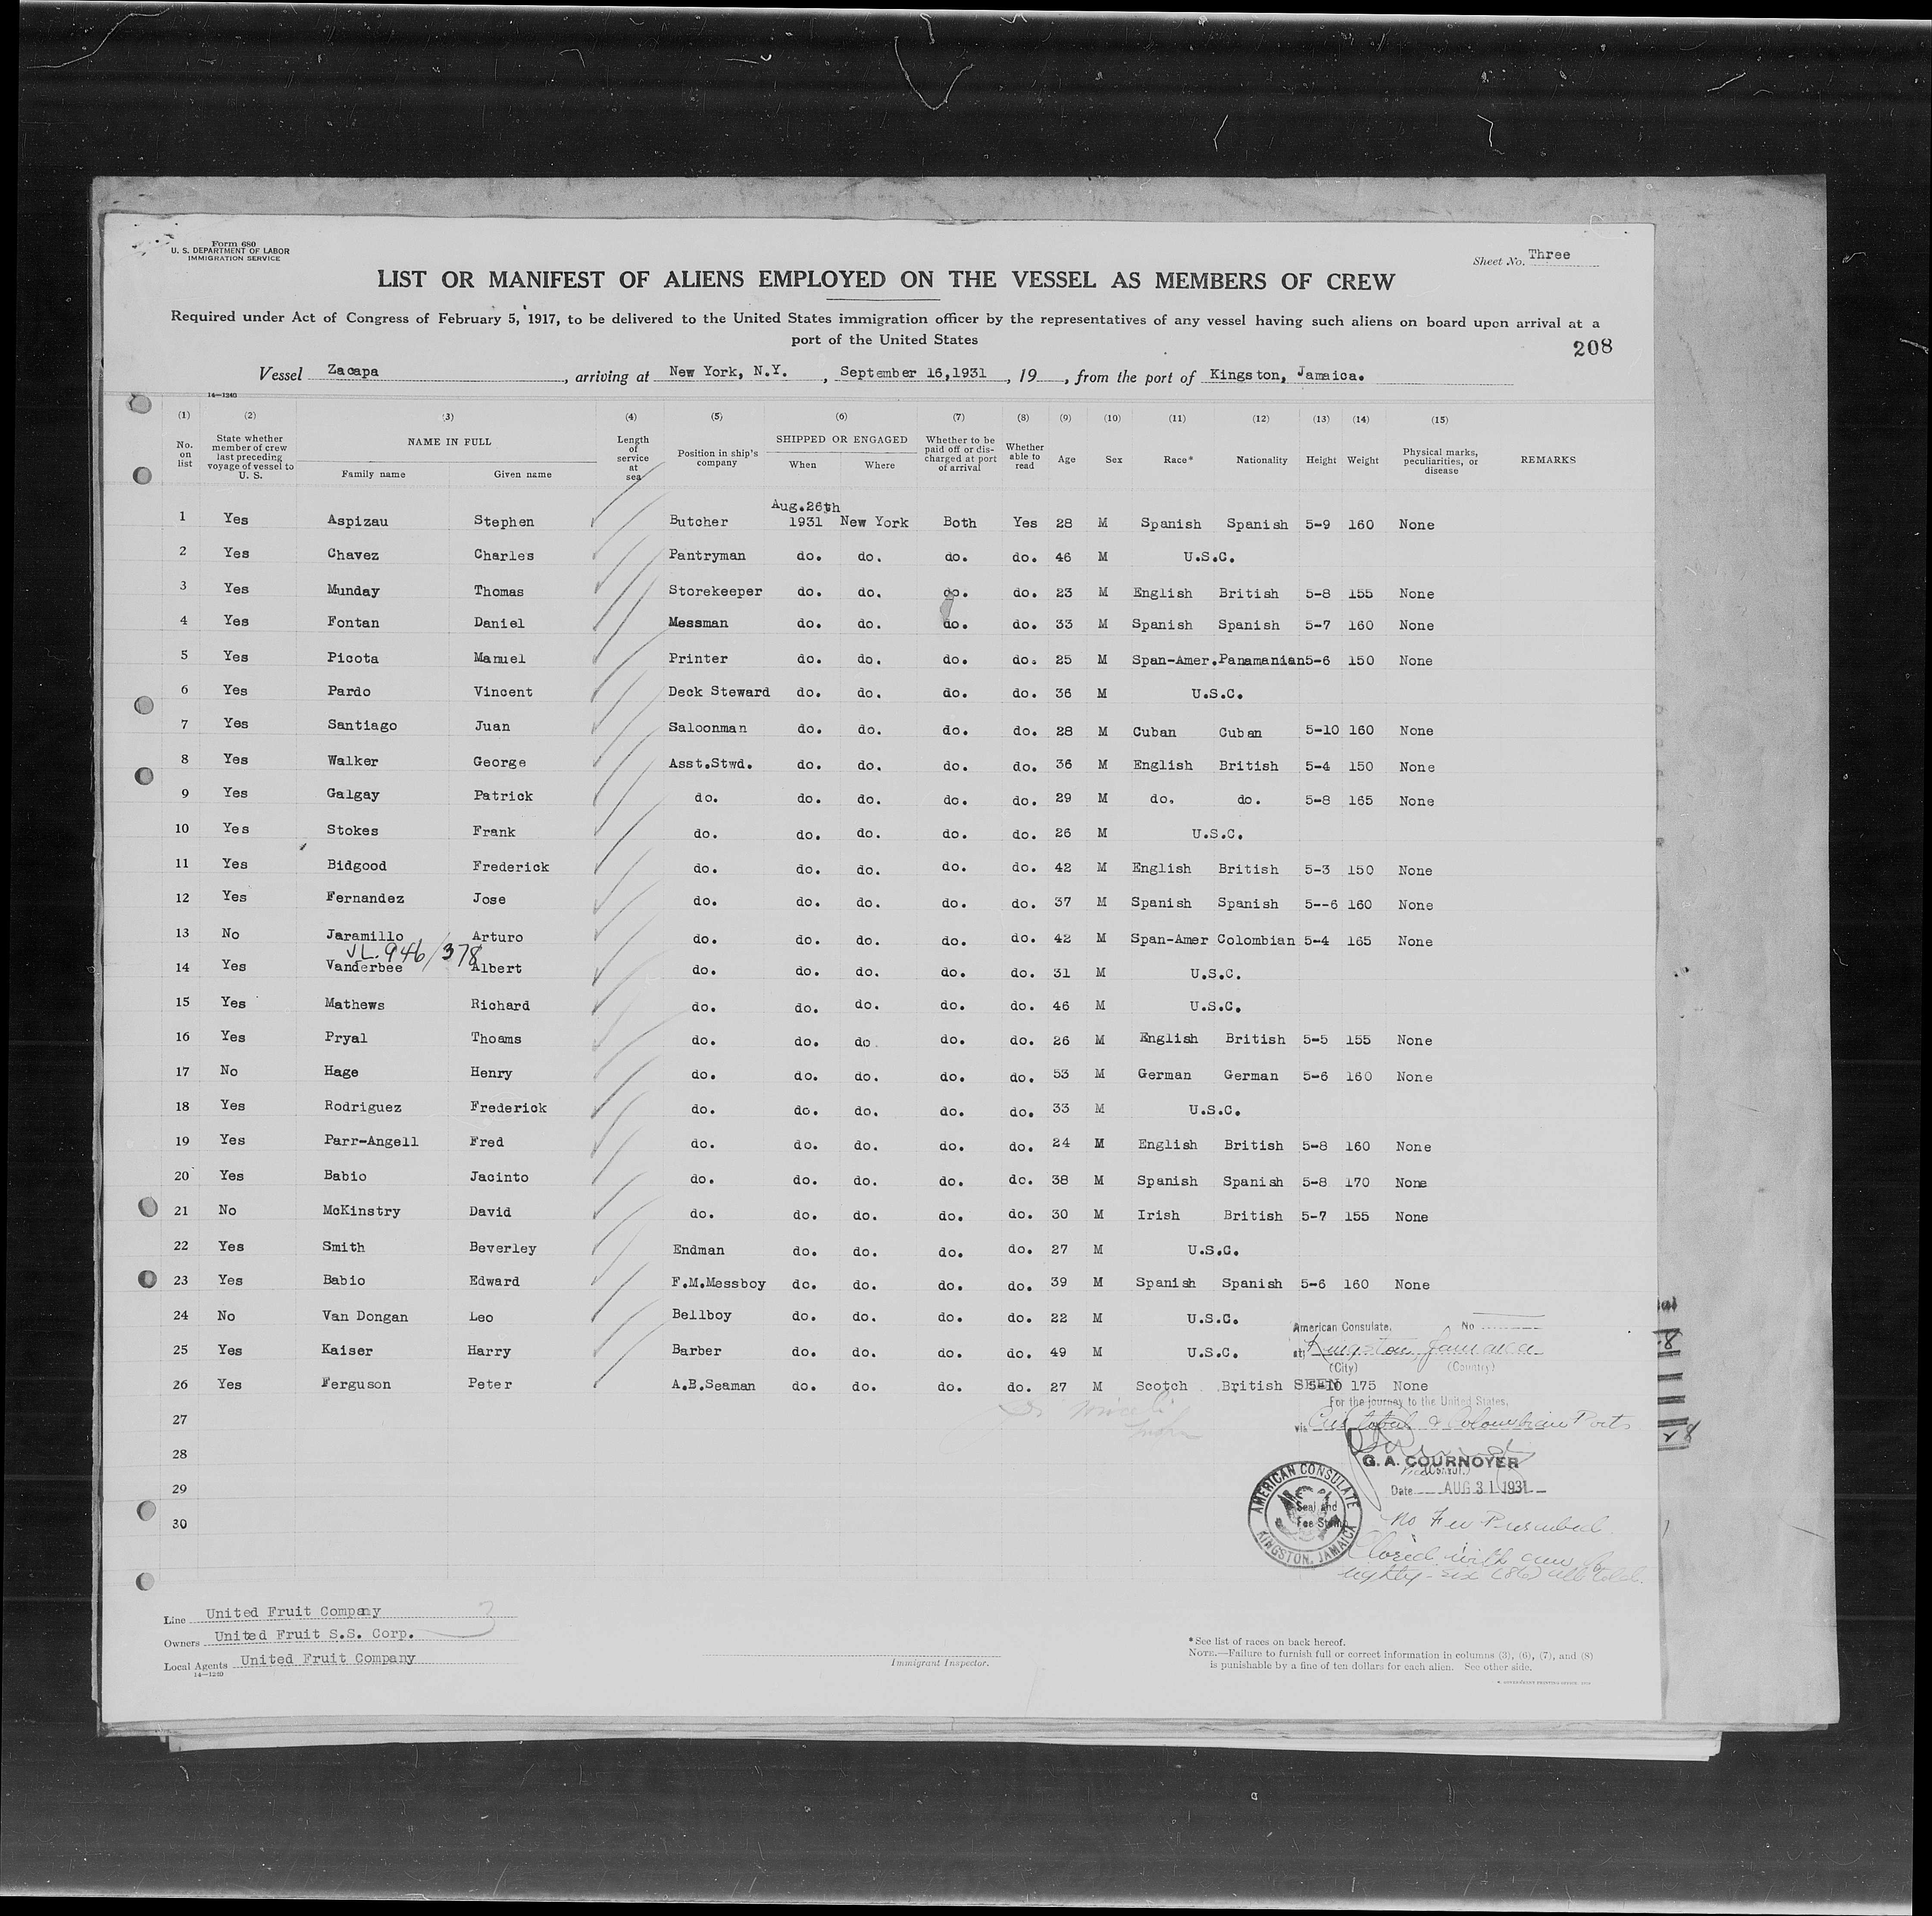 Form 680
U. S. DEPARTMENT OF LABOR
IMMIGRATION SERVICE
Sheet No. Three
LIST OR MANIFEST OF ALIENS EMPLOYED ON THE VESSEL AS MEMBERS OF CREW
Required under Act of Congress of February 5, 1917, to be delivered to the United States immigration officer by the representatives of any vessel having such aliens on board upon arrival at a
port of the United States
208
Vessel Zacapa, arriving at New York, N.Y., September 16,1931, 19, from the port of Kingston, Jamaica.
14—1240
(1) (2) (3) (4) (5) (6) (7) (8) (9) (10) (11) (12) (13) (14) (15)
No. on list
State whether member of crew last preceding voyage of vessel to U. S.
NAME IN FULL
Family name Given name
Length of service at sea
Position in ship's company
SHIPPED OR ENGAGED
When Where
Whether to be paid off or discharged at port of arrival
Whether able to read
Age Sex Race* Nationality Height Weight
Physical marks, peculiarities, or disease
REMARKS
1 Yes Aspizau Stephen Butcher Aug.26th 1931 New York Both Yes 28 M Spanish Spanish 5-9 160 None
2 Yes Chavez Charles Pantryman do. do. do. do. 46 M U.S.C.
3 Yes Munday Thomas Storekeeper do. do. do. do. 23 M English British 5-8 155 None
4 Yes Fontan Daniel Messman do. do. do. do. 33 M Spanish Spanish 5-7 160 None
5 Yes Picota Manuel Printer do. do. do. do. 25 M Span-Amer. Panamanian 5-6 150 None
6 Yes Pardo Vincent Deck Steward do. do. do. do. 36 M U.S.C.
7 Yes Santiago Juan Saloonman do. do. do. do. 28 M Cuban Cuban 5-10 160 None
8 Yes Walker George Asst.Stwd. do. do. do. do. 36 M English British 5-4 150 None
9 Yes Galgay Patrick do. do. do. do. do. 29 M do. do. 5-8 165 None
10 Yes Stokes Frank do. do. do. do. do. 26 M U.S.C.
11 Yes Bidgood Frederick do. do. do. do. do. 42 M English British 5-3 150 None
12 Yes Fernandez Jose do. do. do. do. do. 37 M Spanish Spanish 5--6 160 None
13 No Jaramillo Arturo do. do. do. do. do. 42 M Span-Amer Colombian 5-4 165 None
VL. 946/378
14 Yes Vanderbee Albert do. do. do. do. do. 31 M U.S.C.
15 Yes Mathews Richard do. do. do. do. do. 46 M U.S.C.
16 Yes Pryal Thoams do. do. do. do. do. 26 M English British 5-5 155 None
17 No Hage Henry do. do. do. do. do. 53 M German German 5-6 160 None
18 Yes Rodriguez Frederick do. do. do. do. do. 33 M U.S.C.
19 Yes Parr-Angell Fred do. do. do. do. do. 24 M English British 5-8 160 None
20 Yes Babio Jacinto do. do. do. do. do. 38 M Spanish Spanish 5-8 170 None
21 No McKinstry David do. do. do. do. do. 30 M Irish British 5-7 155 None
22 Yes Smith Beverley Endman do. do. do. do. 27 M U.S.C.
23 Yes Babio Edward F.M.Messboy do. do. do. do. 39 M Spanish Spanish 5-6 160 None
24 No Van Dongan Leo Bellboy do. do. do. do. 22 M U.S.C.
25 Yes Kaiser Harry Barber do. do. do. do. 49 M U.S.C.
26 Yes Ferguson Peter A.B.Seaman do. do. do. do. 27 M Scotch British 5-10 175 None
27
28
29
30
American Consulate, No
at Kingston, Jamaica
(City) (Country)
SEEN
For the journey to the United States,
via Cristobal & Colombian Ports
G. A. COURNOYER
Vice Consul
Date AUG 31 1931
AMERICAN CONSULATE
KINGSTON, JAMAICA
Seal and
Fee Stamp
No Fee Prescribed.
Closed with crew of
eighty-six (86) all told.
Line United Fruit Company
Owners United Fruit S.S. Corp.
Local Agents United Fruit Company
14—1240
Immigrant Inspector.
*See list of races on back hereof.
NOTE.—Failure to furnish full or correct information in columns (3), (6), (7), and (8)
is punishable by a fine of ten dollars for each alien. See other side.